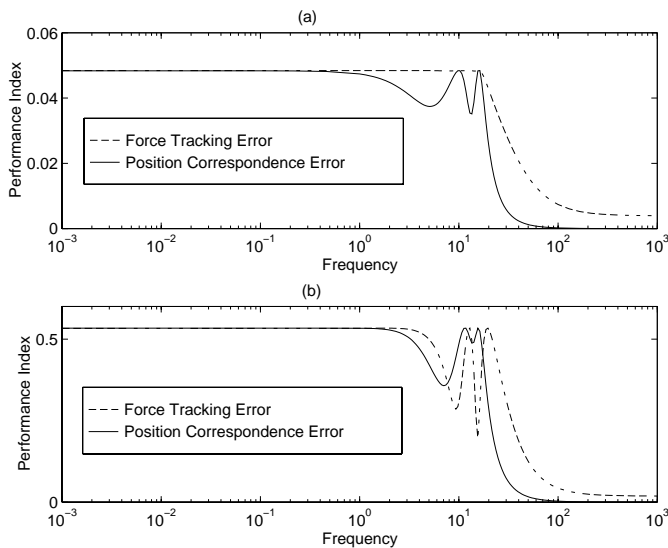 (a)
0.06
0.04
0.02
0
Performance Index
Force Tracking Error
Position Correspondence Error
10^-3 10^-2 10^-1 10^0 10^1 10^2 10^3
Frequency
(b)
0.5
0
Performance Index
Force Tracking Error
Position Correspondence Error
10^-3 10^-2 10^-1 10^0 10^1 10^2 10^3
Frequency